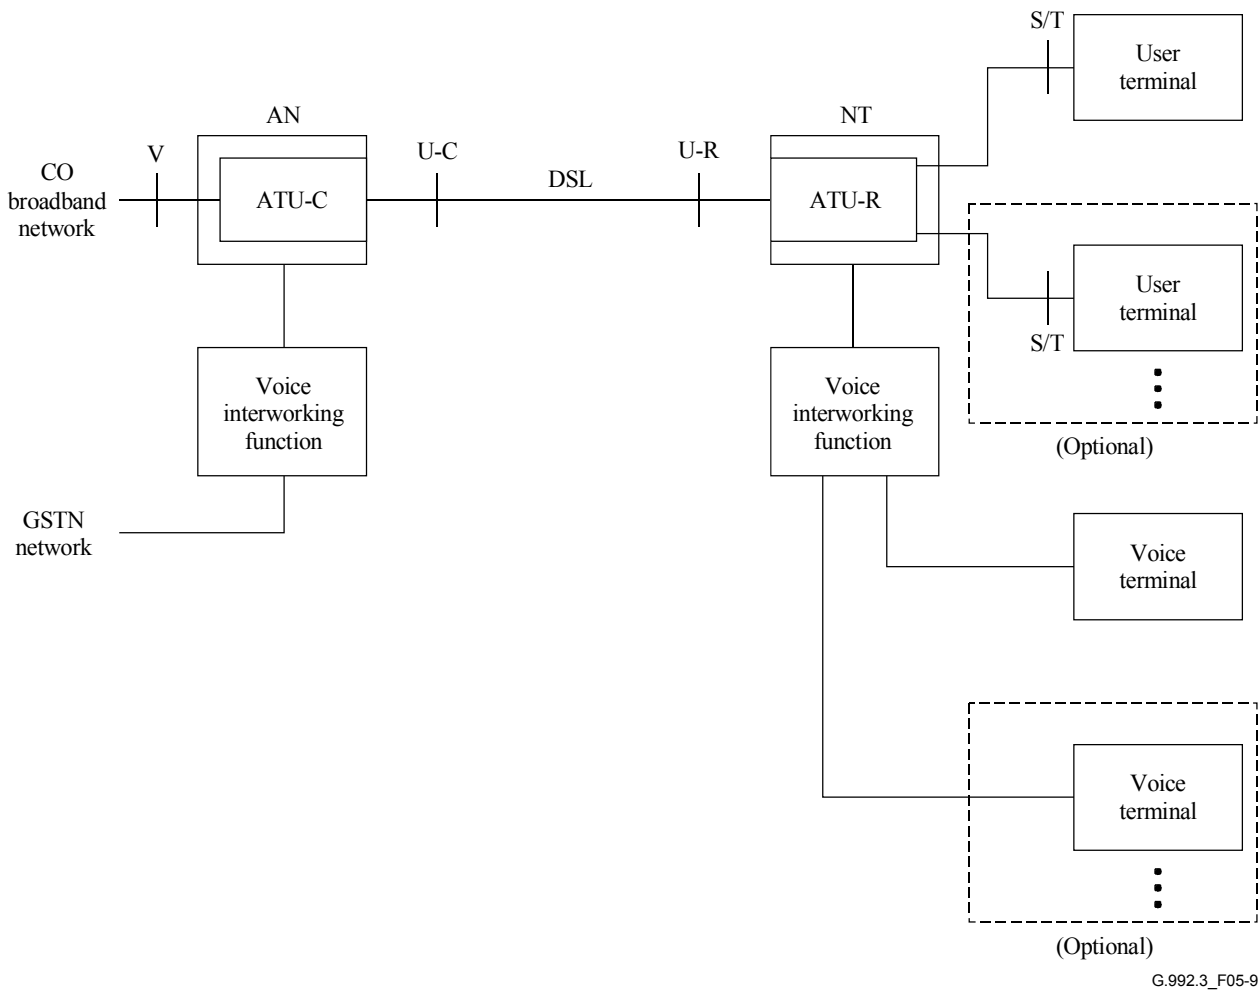 S/T
User
terminal
AN
NT
V
U-C
U-R
CO
broadband
network
ATU-C
DSL
ATU-R
User
terminal
S/T
Voice
interworking
function
Voice
interworking
function
(Optional)
GSTN
network
Voice
terminal
Voice
terminal
(Optional)
G.992.3_F05-9